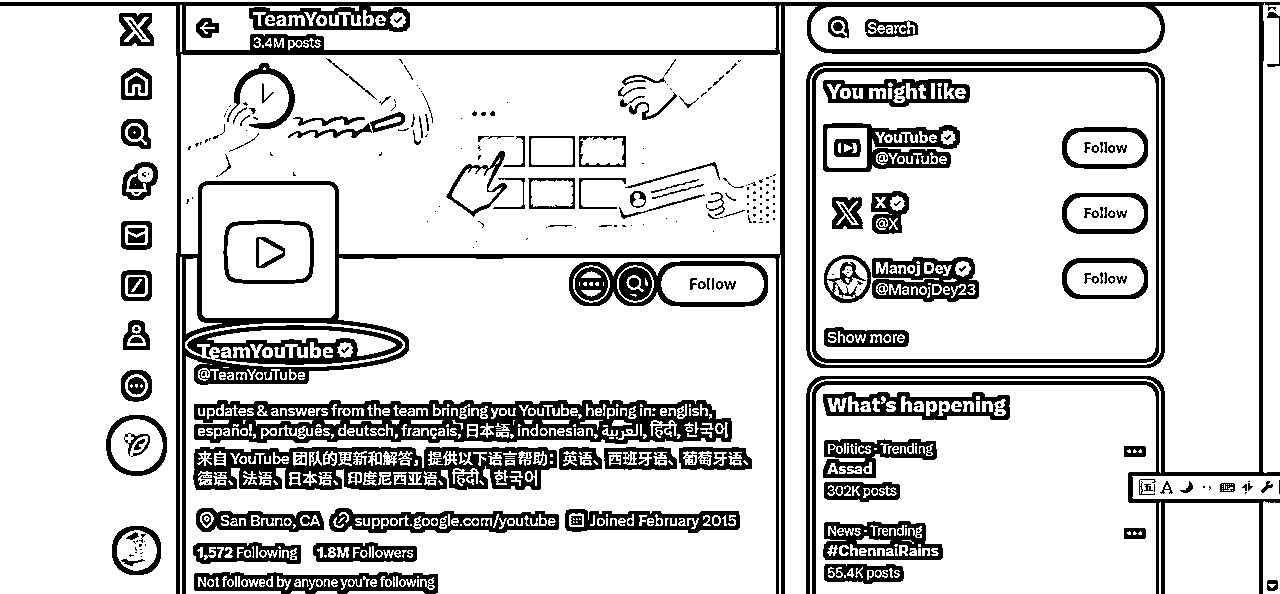 TeamYouTube
3.4M posts
TeamYouTube
@TeamYouTube
Follow
updates & answers from the team bringing you YouTube, helping in: english,
español, português, deutsch, français, 日本語, indonesian, العربية, हिंदी, 한국어
来自 YouTube 团队的更新和解答，提供以下语言帮助：英语、西班牙语、葡萄牙语、
德语、法语、日本语、印度尼西亚语、हिंदी、한국어
San Bruno, CA support.google.com/youtube Joined February 2015
1,572 Following 1.8M Followers
Not followed by anyone you're following
Search
You might like
YouTube
@YouTube
Follow
X
@X
Follow
Manoj Dey
@ManojDey23
Follow
Show more
What's happening
Politics · Trending
Assad
302K posts
News · Trending
#ChennaiRains
55.4K posts
五 A